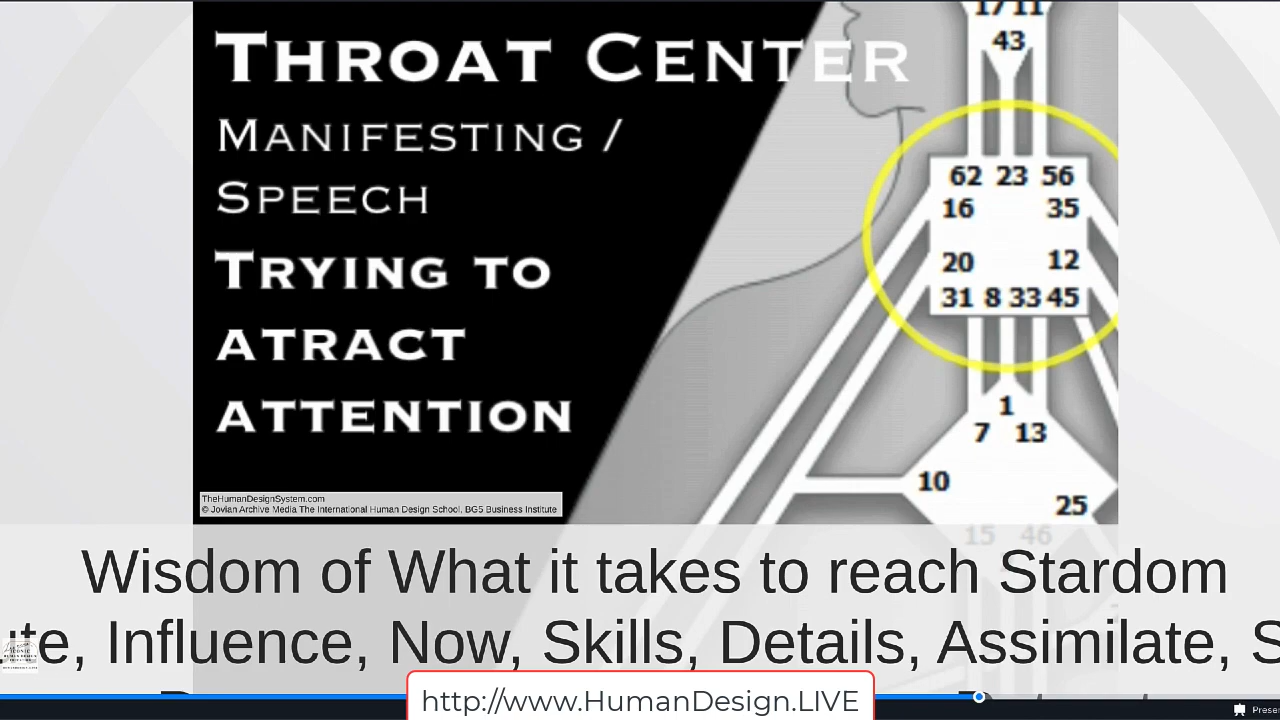 THROAT CENTER
MANIFESTING /
SPEECH
TRYING TO
ATRACT
ATTENTION
TheHumanDesignSystem.com
© Jovian Archive Media The International Human Design School, BG5 Business Institute
17 11
43
62 23 56
16 35
20 12
31 8 33 45
1
7 13
10
25
15 46
Wisdom of What it takes to reach Stardom
Influence, Now, Skills, Details, Assimilate,
http://www.HumanDesign.LIVE